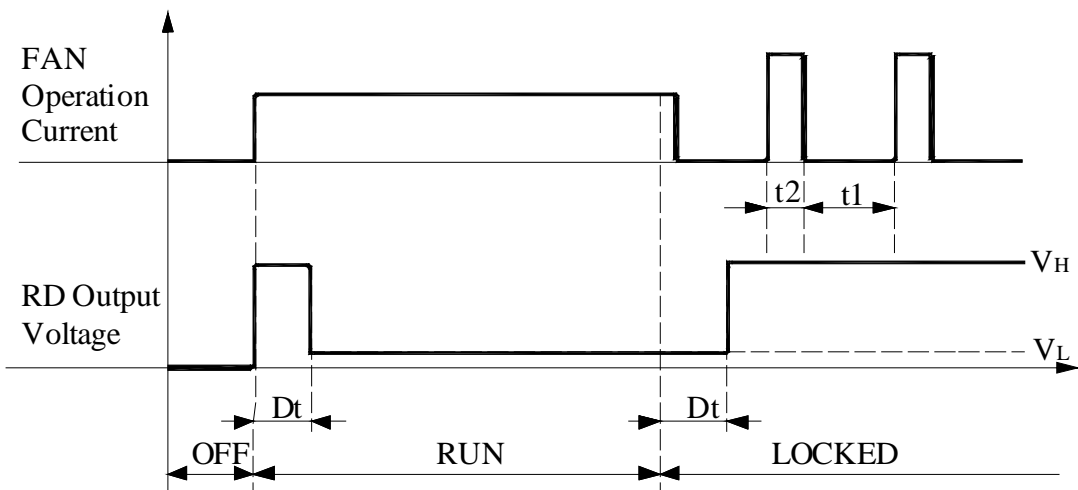 FAN
Operation
Current
t2
t1
RD Output
Voltage
VH
VL
Dt
Dt
OFF
RUN
LOCKED